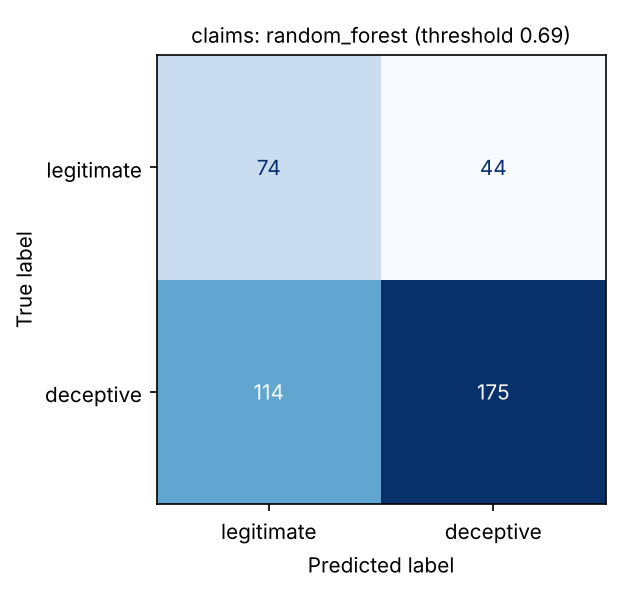 claims: random_forest (threshold 0.69)
True label
legitimate
74
44
deceptive
114
175
legitimate
deceptive
Predicted label